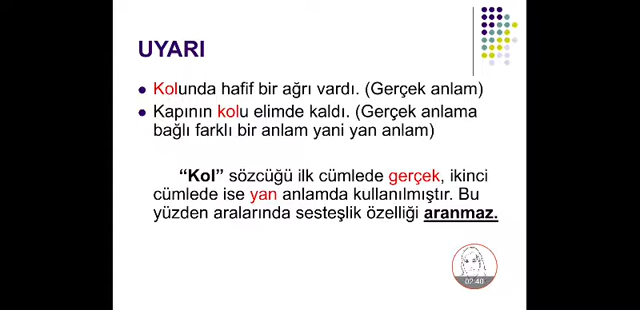 UYARI
Kolunda hafif bir ağrı vardı. (Gerçek anlam)
Kapının kolu elimde kaldı. (Gerçek anlama
bağlı farklı bir anlam yani yan anlam)
“Kol” sözcüğü ilk cümlede gerçek, ikinci
cümlede ise yan anlamda kullanılmıştır. Bu
yüzden aralarında sesteşlik özelliği aranmaz.
02:40